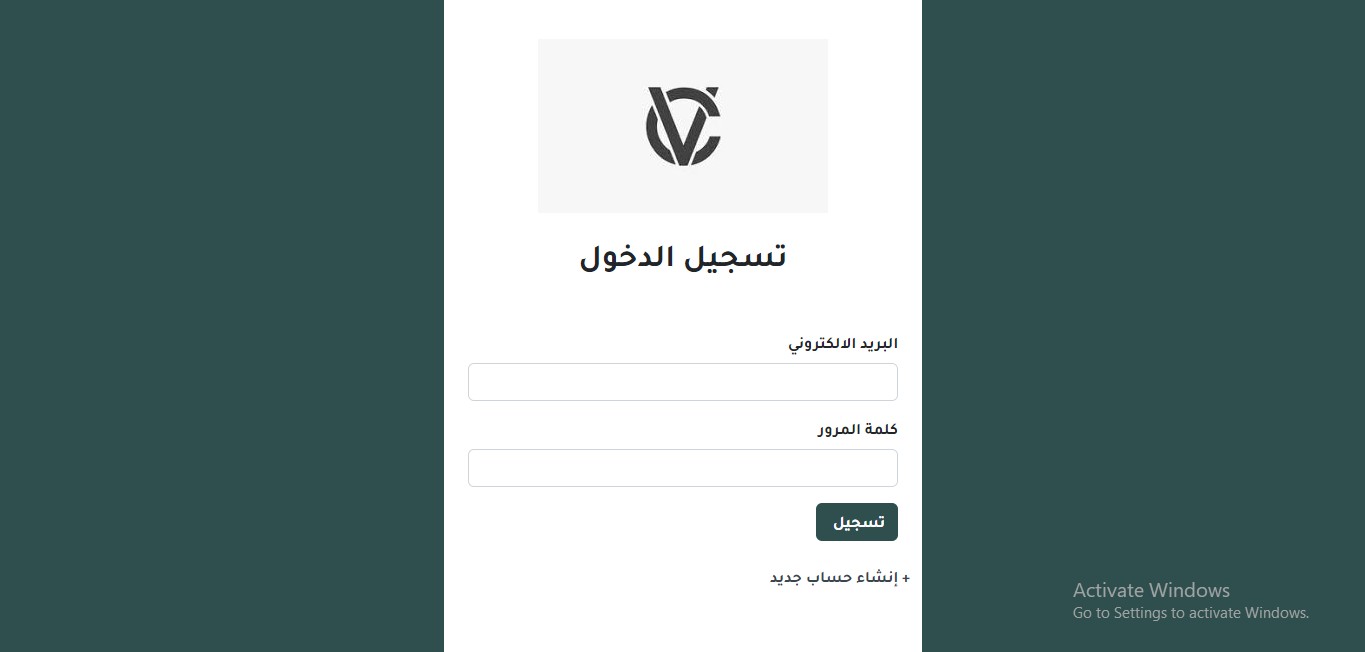 VC
تسجيل الدخول
البريد الالكتروني
كلمة المرور
تسجيل
+ إنشاء حساب جديد
Activate Windows
Go to Settings to activate Windows.